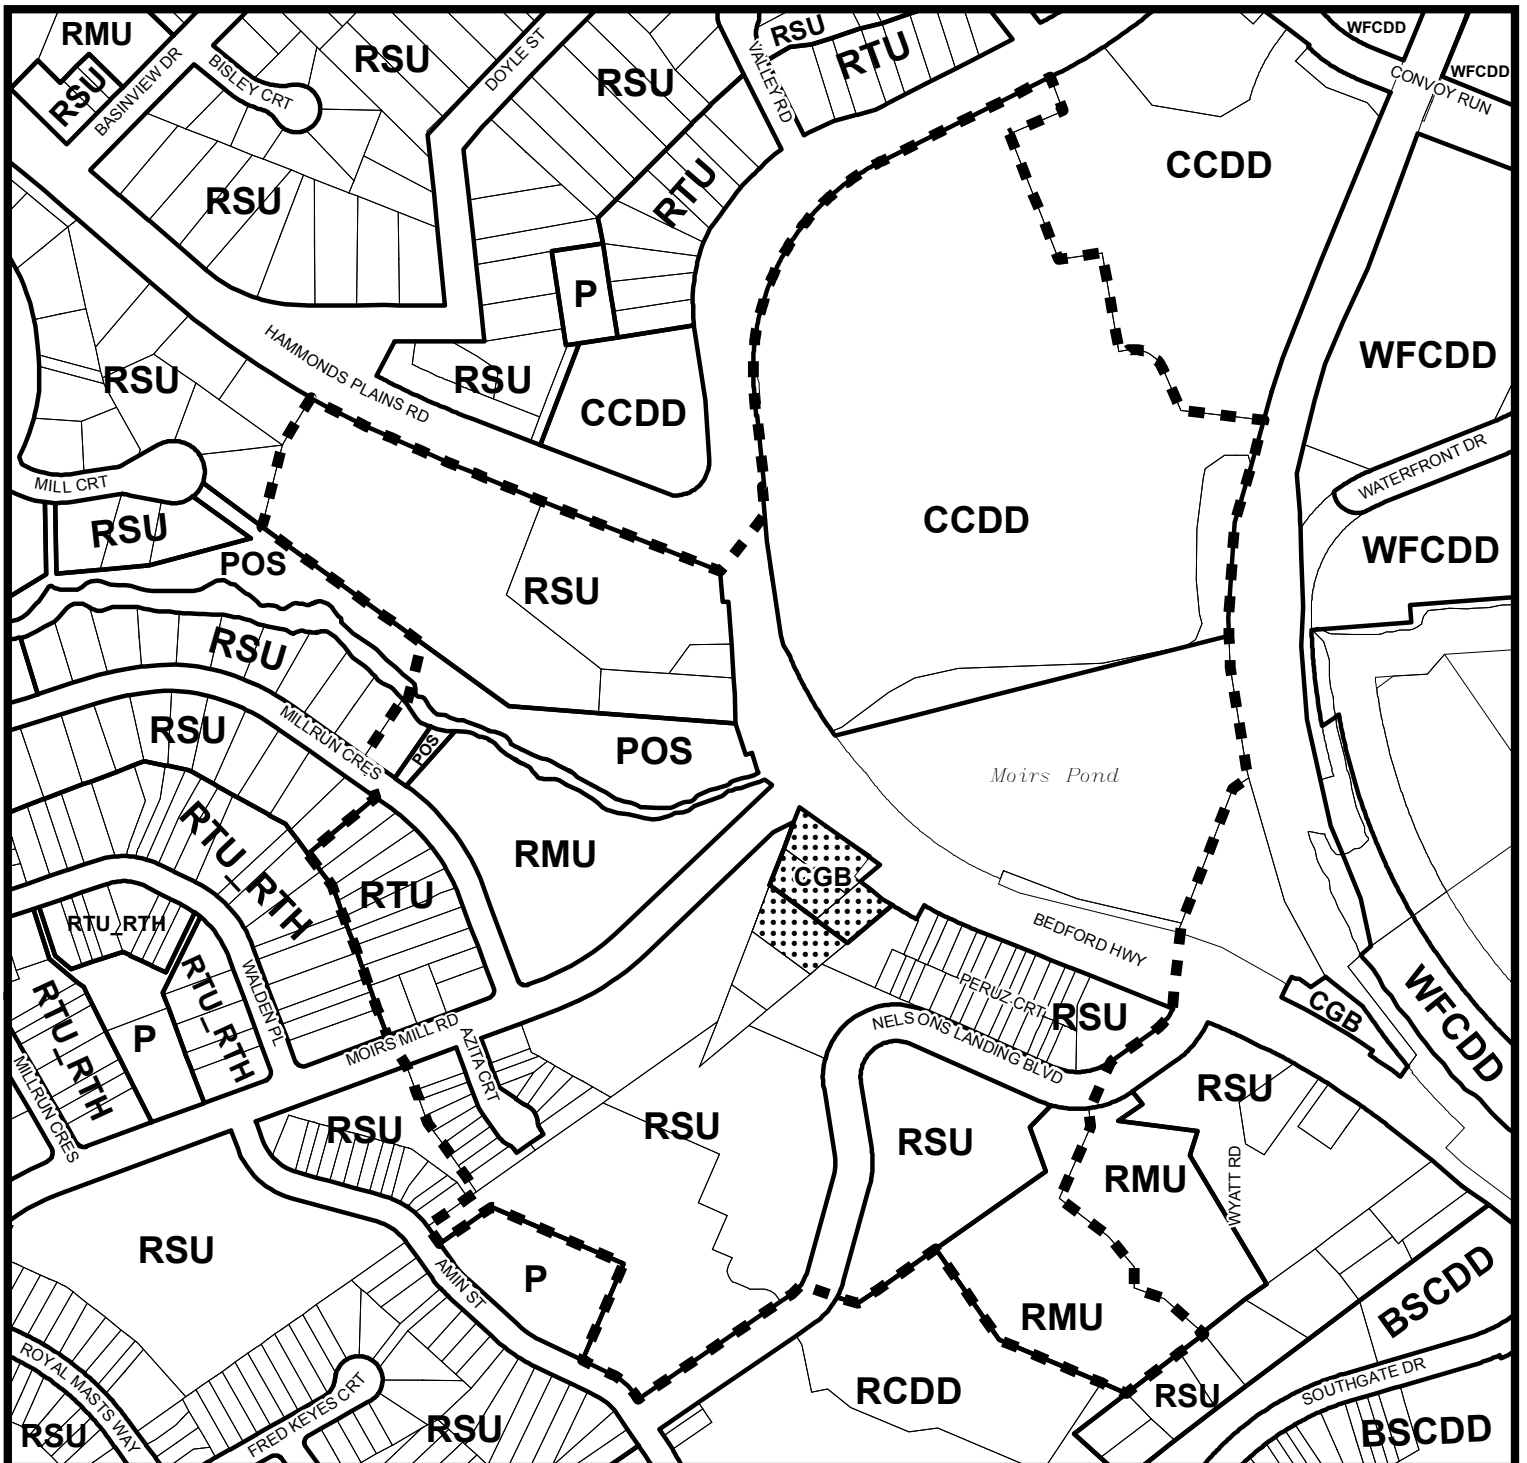 RMU
RSU
RSU
BASINVIEW DR
BISLEY CRT
RSU
DOYLE ST
RSU
VALLEY RD
RSU
RTU
WFCDD
WFCDD
CONVOY RUN
RSU
RTU
CCDD
P
HAMMONDS PLAINS RD
RSU
RSU
CCDD
WFCDD
WATERFRONT DR
MILL CRT
RSU
POS
RSU
CCDD
WFCDD
RSU
RSU
MILLRUN CRES
POS
POS
Moirs Pond
RTU_RTH
RTU
RMU
CGB
RTU_RTH
BEDFORD HWY
RTU_RTH
RTU_RTH
P
WALDEN PL
MILLRUN CRES
MOIRS MILL RD
AZITA CRT
PERUZ CRT
NELSONS LANDING BLVD
RSU
CGB
WFCDD
RSU
RSU
RSU
RSU
RMU
WYATT RD
RSU
P
AMIN ST
RMU
BSCDD
ROYAL MASTS WAY
RSU
FRED KEYES CRT
RSU
RCDD
RSU
SOUTHGATE DR
BSCDD